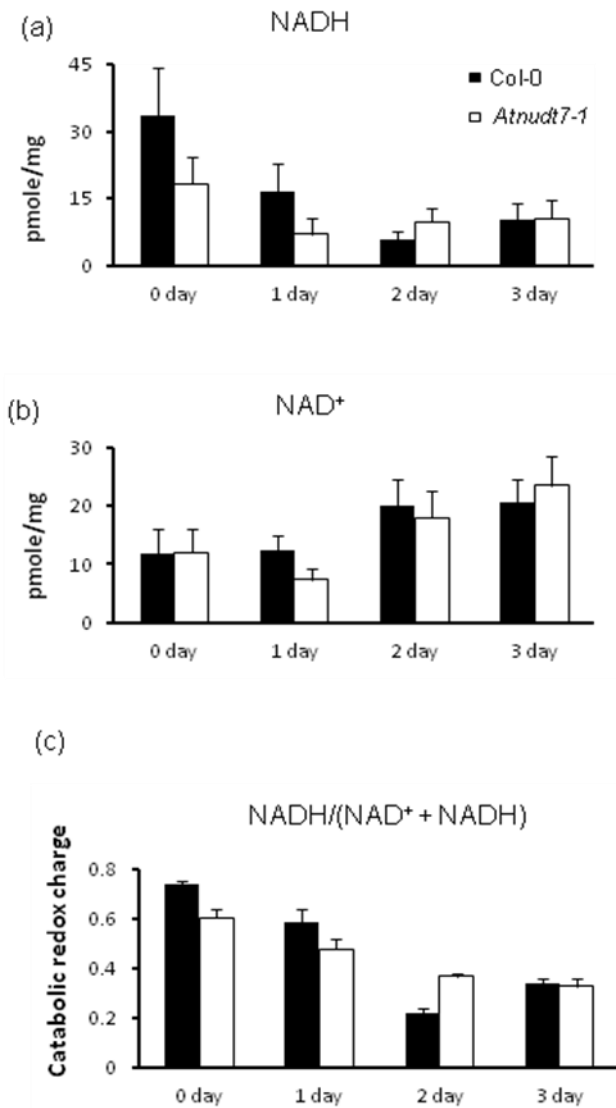 (a)
NADH
45
30
15
0
pmole/mg
Col-0
Atnudt7-1
0 day 1 day 2 day 3 day
(b)
NAD⁺
30
20
10
0
pmole/mg
0 day 1 day 2 day 3 day
(c)
NADH/(NAD⁺ + NADH)
0.8
0.6
0.4
0.2
0
Catabolic redox charge
0 day 1 day 2 day 3 day